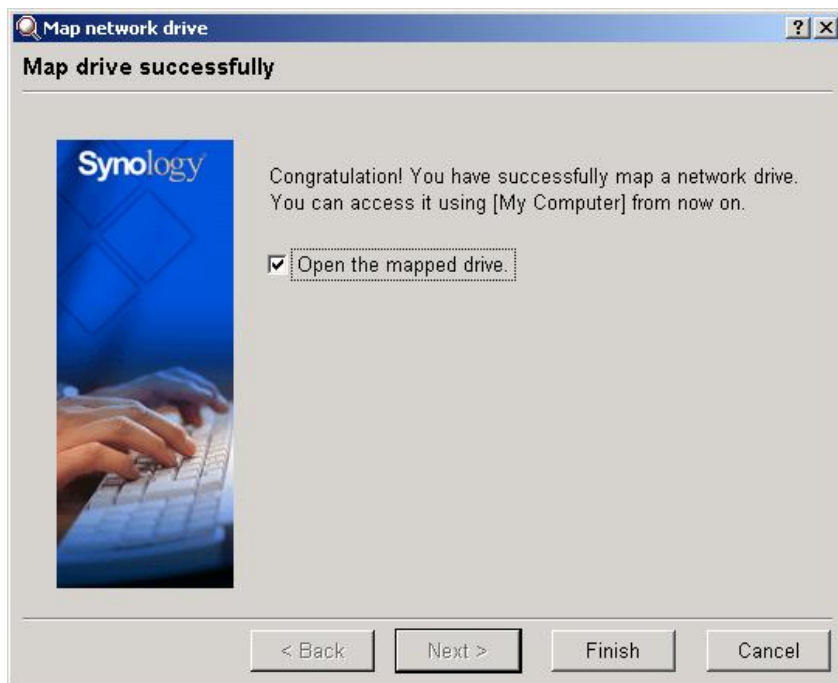 Map network drive
Map drive successfully
Synology
Congratulation! You have successfully map a network drive.
You can access it using [My Computer] from now on.
Open the mapped drive.
< Back Next > Finish Cancel